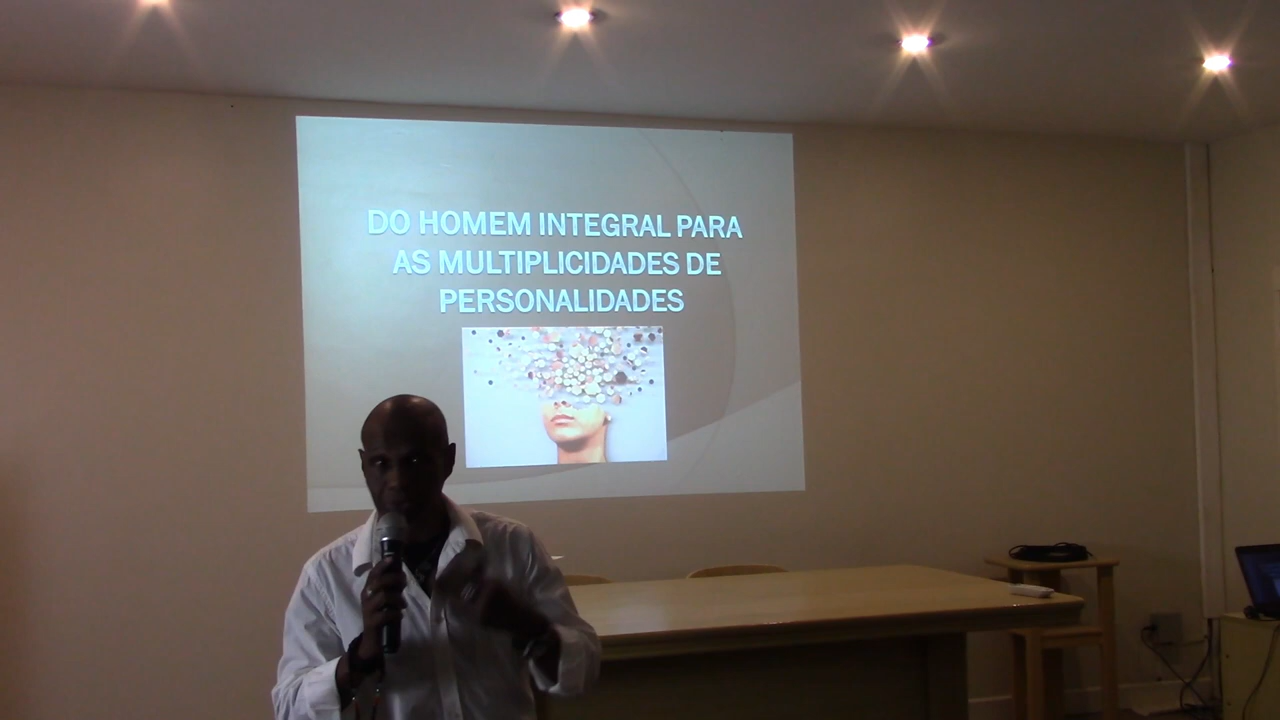 DO HOMEM INTEGRAL PARA
AS MULTIPLICIDADES DE
PERSONALIDADES